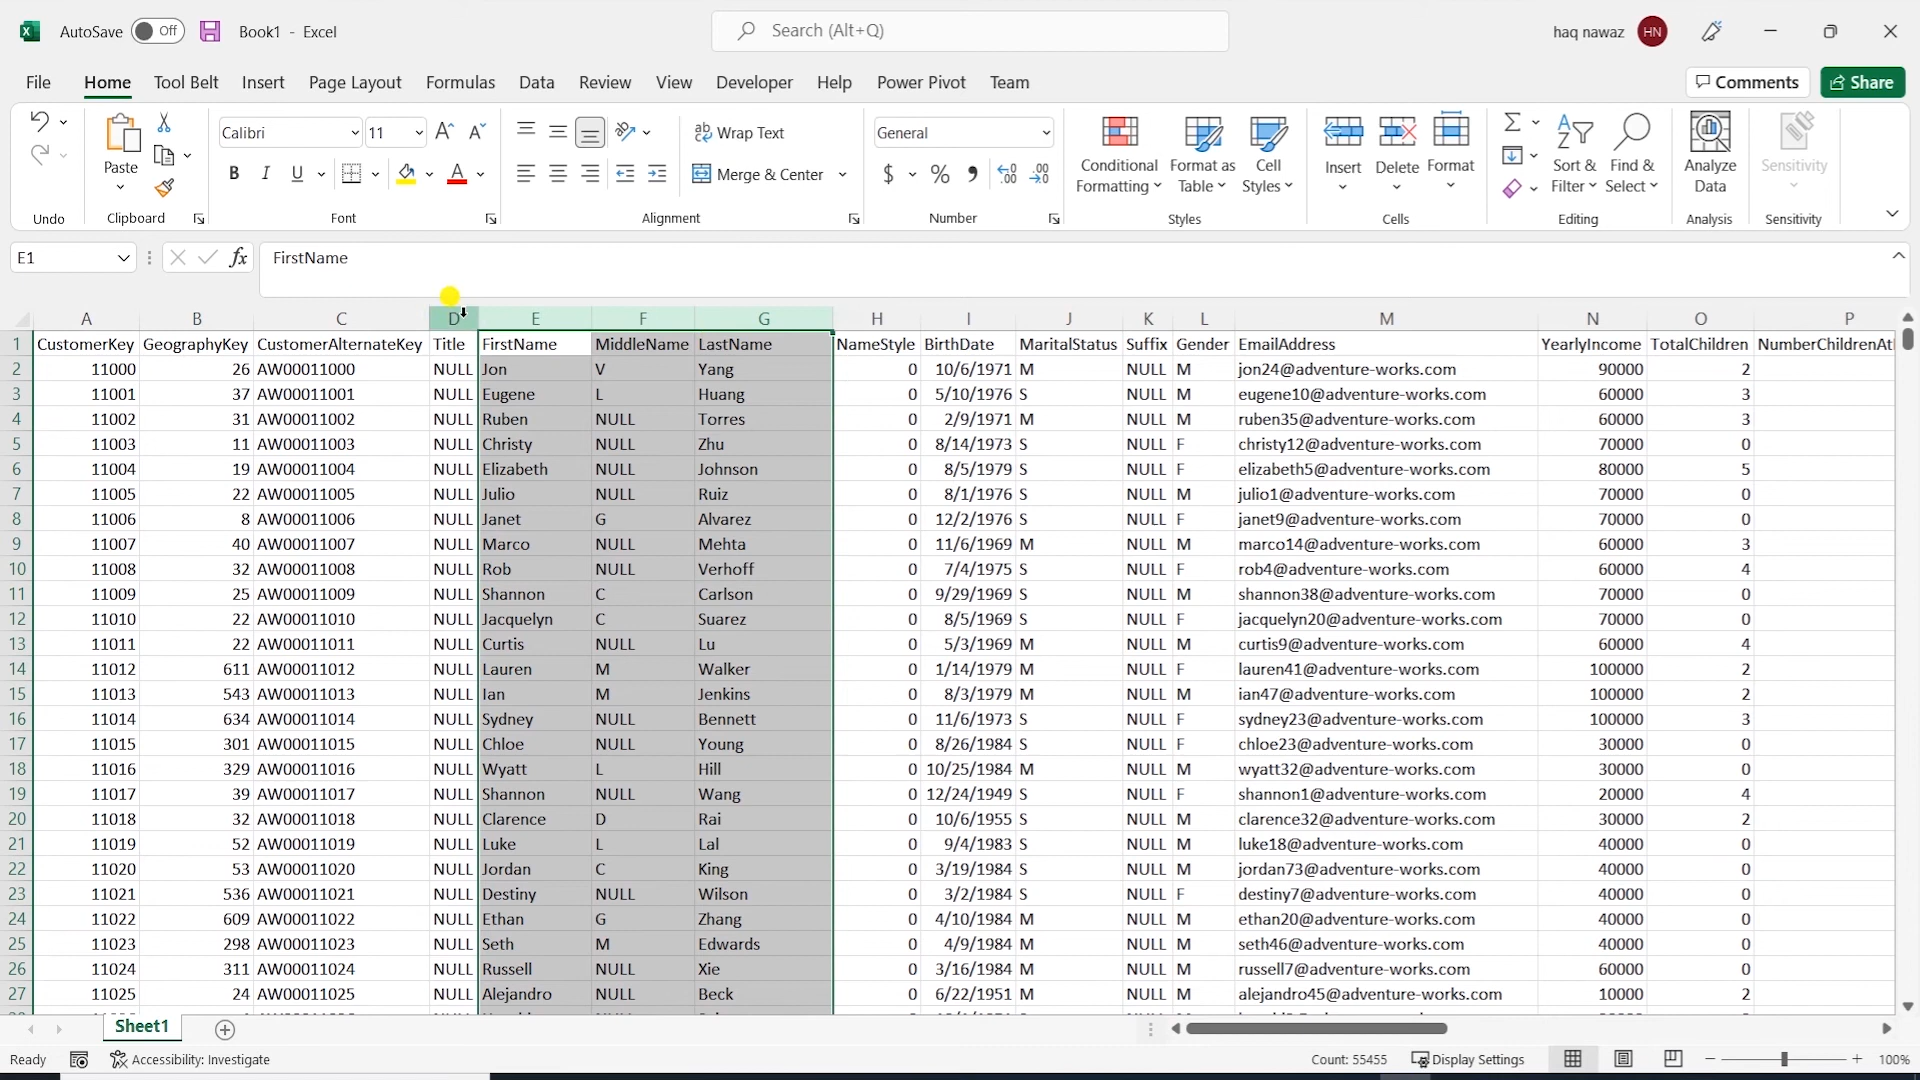 AutoSave Off Book1 - Excel Search (Alt+Q) haq nawaz HN
File Home Tool Belt Insert Page Layout Formulas Data Review View Developer Help Power Pivot Team Comments Share
Paste Calibri 11 Wrap Text General Conditional Formatting Format as Table Cell Styles Insert Delete Format Sort & Filter Find & Select Analyze Data Sensitivity
B I U Merge & Center $ %
Undo Clipboard Font Alignment Number Styles Cells Editing Analysis Sensitivity
E1 fx FirstName
A B C D E F G H I J K L M N O P
1 CustomerKey GeographyKey CustomerAlternateKey Title FirstName MiddleName LastName NameStyle BirthDate MaritalStatus Suffix Gender EmailAddress YearlyIncome TotalChildren NumberChildrenAt
2 11000 26 AW00011000 NULL Jon V Yang 0 10/6/1971 M NULL M jon24@adventure-works.com 90000 2
3 11001 37 AW00011001 NULL Eugene L Huang 0 5/10/1976 S NULL M eugene10@adventure-works.com 60000 3
4 11002 31 AW00011002 NULL Ruben NULL Torres 0 2/9/1971 M NULL M ruben35@adventure-works.com 60000 3
5 11003 11 AW00011003 NULL Christy NULL Zhu 0 8/14/1973 S NULL F christy12@adventure-works.com 70000 0
6 11004 19 AW00011004 NULL Elizabeth NULL Johnson 0 8/5/1979 S NULL F elizabeth5@adventure-works.com 80000 5
7 11005 22 AW00011005 NULL Julio NULL Ruiz 0 8/1/1976 S NULL M julio1@adventure-works.com 70000 0
8 11006 8 AW00011006 NULL Janet G Alvarez 0 12/2/1976 S NULL F janet9@adventure-works.com 70000 0
9 11007 40 AW00011007 NULL Marco NULL Mehta 0 11/6/1969 M NULL M marco14@adventure-works.com 60000 3
10 11008 32 AW00011008 NULL Rob NULL Verhoff 0 7/4/1975 S NULL F rob4@adventure-works.com 60000 4
11 11009 25 AW00011009 NULL Shannon C Carlson 0 9/29/1969 S NULL M shannon38@adventure-works.com 70000 0
12 11010 22 AW00011010 NULL Jacquelyn C Suarez 0 8/5/1969 S NULL F jacquelyn20@adventure-works.com 70000 0
13 11011 22 AW00011011 NULL Curtis NULL Lu 0 5/3/1969 M NULL M curtis9@adventure-works.com 60000 4
14 11012 611 AW00011012 NULL Lauren M Walker 0 1/14/1979 M NULL F lauren41@adventure-works.com 100000 2
15 11013 543 AW00011013 NULL Ian M Jenkins 0 8/3/1979 M NULL M ian47@adventure-works.com 100000 2
16 11014 634 AW00011014 NULL Sydney NULL Bennett 0 11/6/1973 S NULL F sydney23@adventure-works.com 100000 3
17 11015 301 AW00011015 NULL Chloe NULL Young 0 8/26/1984 S NULL F chloe23@adventure-works.com 30000 0
18 11016 329 AW00011016 NULL Wyatt L Hill 0 10/25/1984 M NULL M wyatt32@adventure-works.com 30000 0
19 11017 39 AW00011017 NULL Shannon NULL Wang 0 12/24/1949 S NULL F shannon1@adventure-works.com 20000 4
20 11018 32 AW00011018 NULL Clarence D Rai 0 10/6/1955 S NULL M clarence32@adventure-works.com 30000 2
21 11019 52 AW00011019 NULL Luke L Lal 0 9/4/1983 S NULL M luke18@adventure-works.com 40000 0
22 11020 53 AW00011020 NULL Jordan C King 0 3/19/1984 S NULL M jordan73@adventure-works.com 40000 0
23 11021 536 AW00011021 NULL Destiny NULL Wilson 0 3/2/1984 S NULL F destiny7@adventure-works.com 40000 0
24 11022 609 AW00011022 NULL Ethan G Zhang 0 4/10/1984 M NULL M ethan20@adventure-works.com 40000 0
25 11023 298 AW00011023 NULL Seth M Edwards 0 4/9/1984 M NULL M seth46@adventure-works.com 40000 0
26 11024 311 AW00011024 NULL Russell NULL Xie 0 3/16/1984 M NULL M russell7@adventure-works.com 60000 0
27 11025 24 AW00011025 NULL Alejandro NULL Beck 0 6/22/1951 M NULL M alejandro45@adventure-works.com 10000 2
Sheet1
Ready Accessibility: Investigate Count: 55455 Display Settings 100%